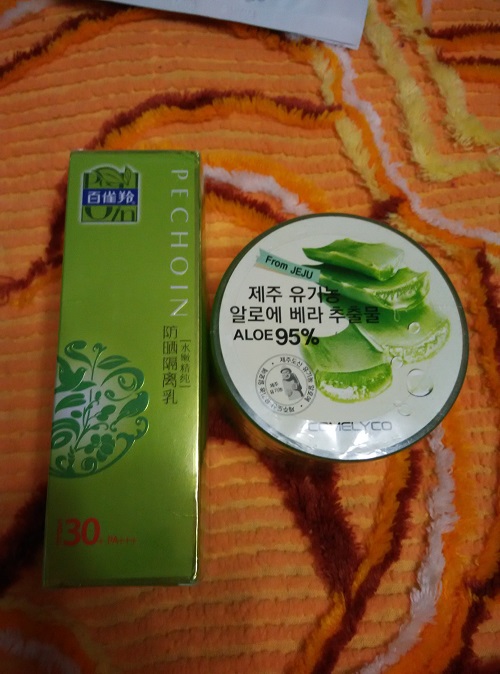 百雀羚
PECHOIN
水嫩精纯
防晒隔离乳
30
From JEJU
제주 유기농
알로에 베라 추출물
ALOE 95%
COMELYCO